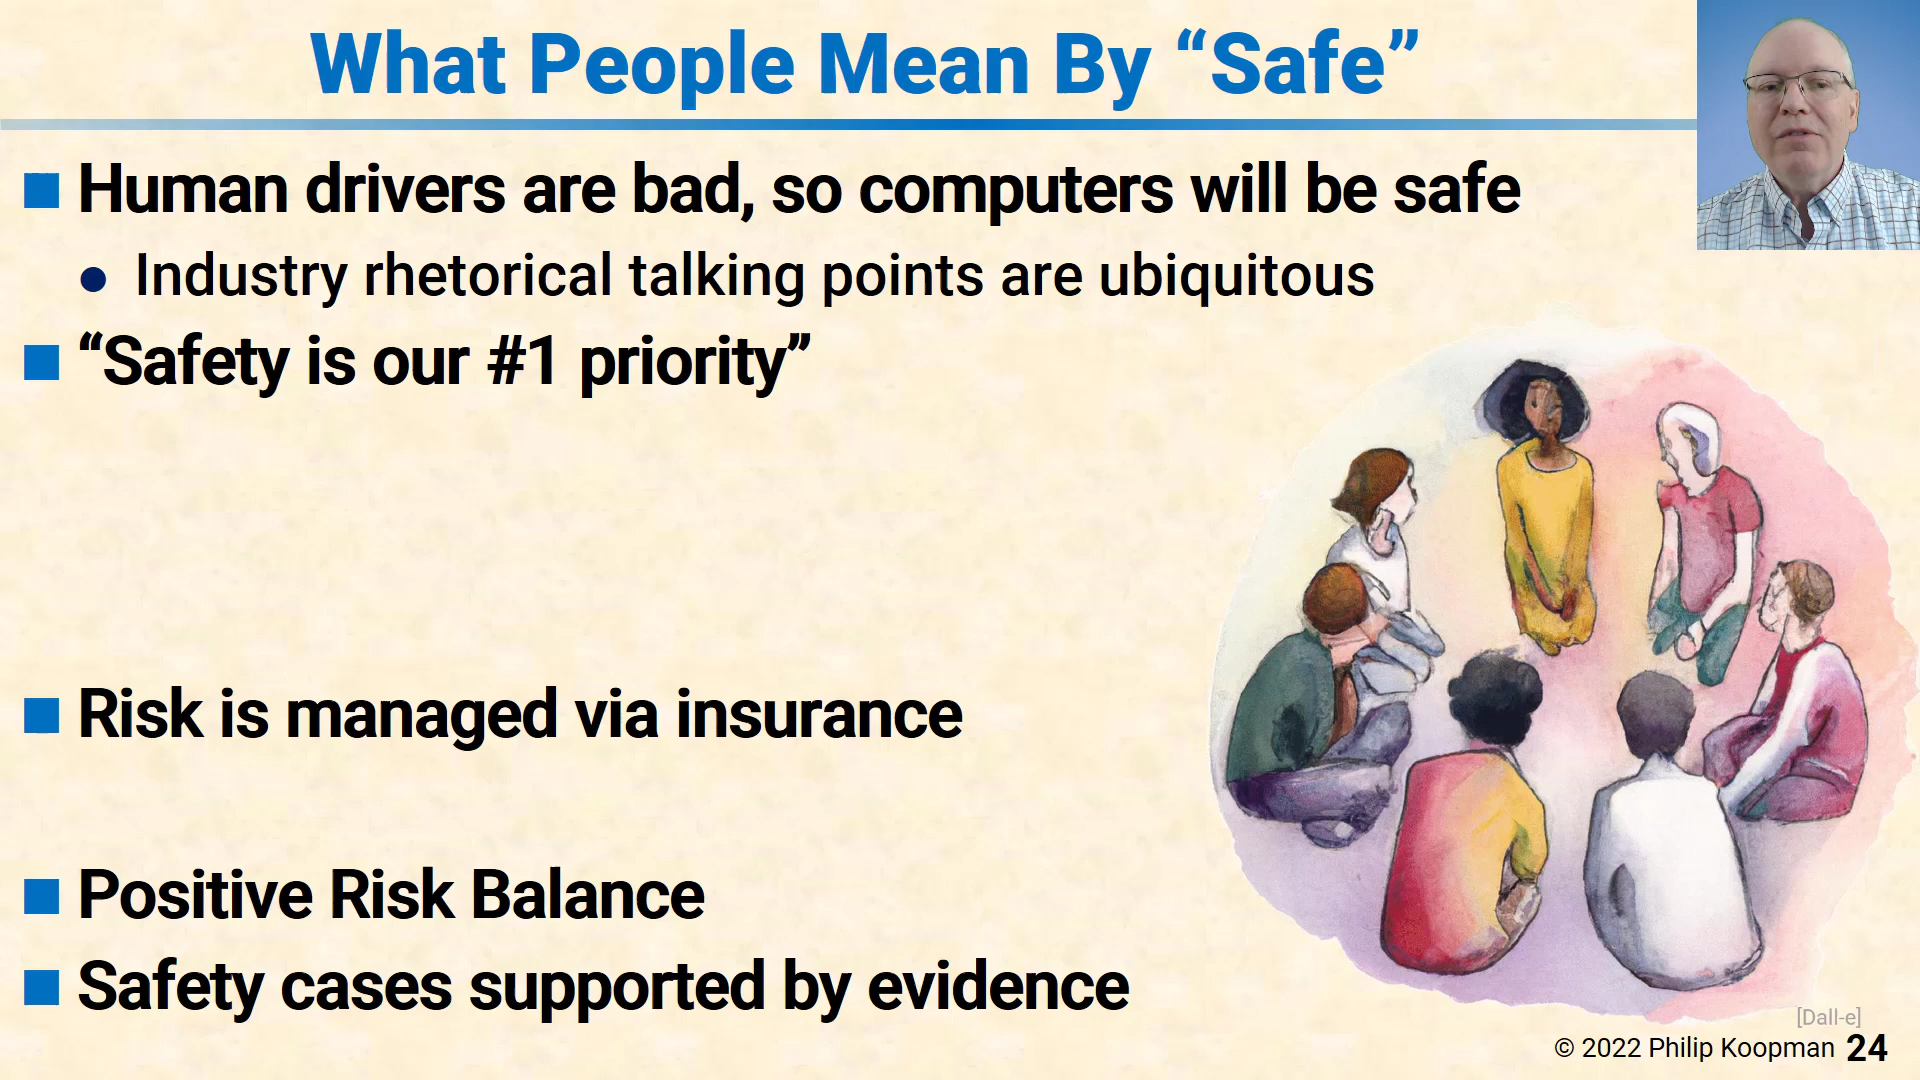 What People Mean By “Safe”
Human drivers are bad, so computers will be safe
Industry rhetorical talking points are ubiquitous
“Safety is our #1 priority”
Risk is managed via insurance
Positive Risk Balance
Safety cases supported by evidence
[Dall-e]
© 2022 Philip Koopman 24